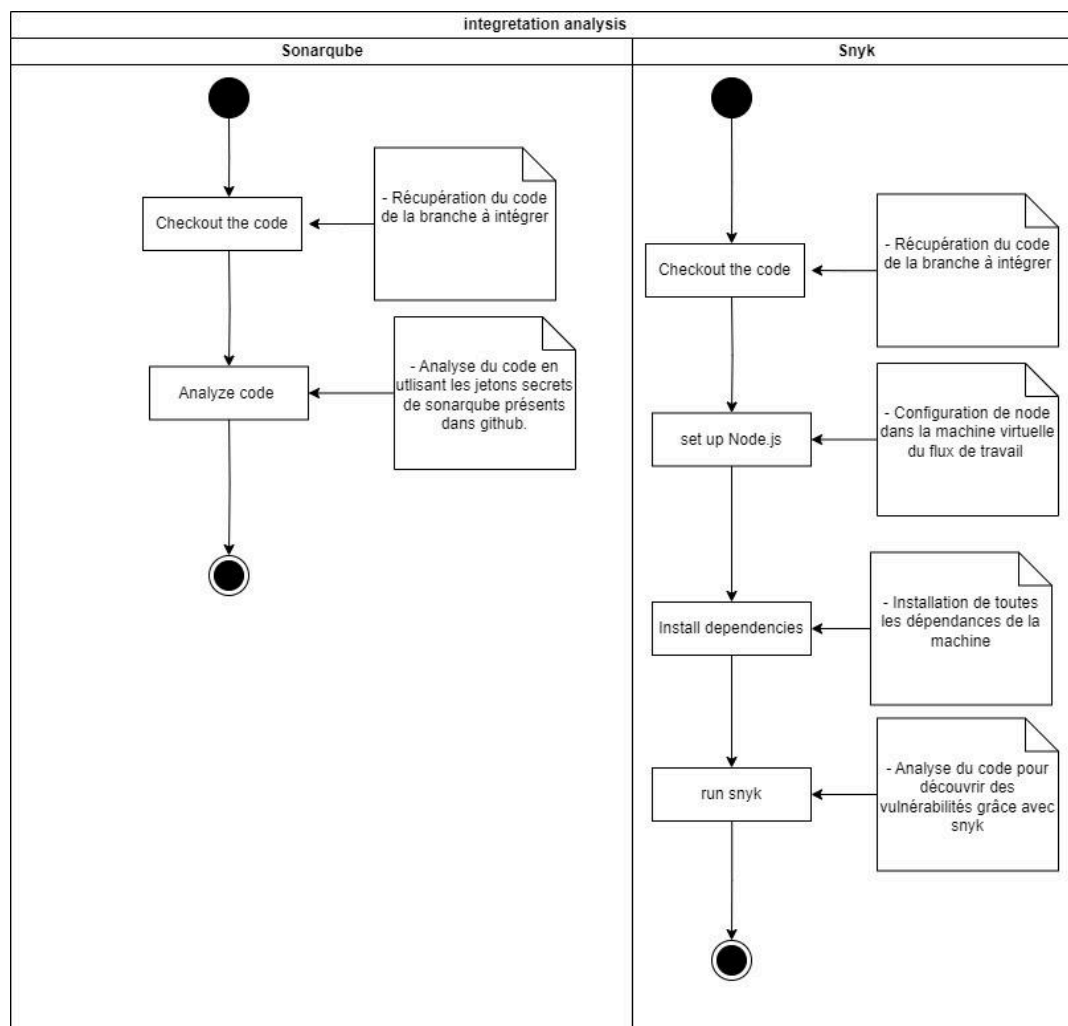 integretation analysis
Sonarqube
Checkout the code
- Récupération du code
de la branche à intégrer
Analyze code
- Analyse du code en
utlisant les jetons secrets
de sonarqube présents
dans github.
Snyk
Checkout the code
- Récupération du code
de la branche à intégrer
set up Node.js
- Configuration de node
dans la machine virtuelle
du flux de travail
Install dependencies
- Installation de toutes
les dépendances de la
machine
run snyk
- Analyse du code pour
découvrir des
vulnérabilités grâce avec
snyk